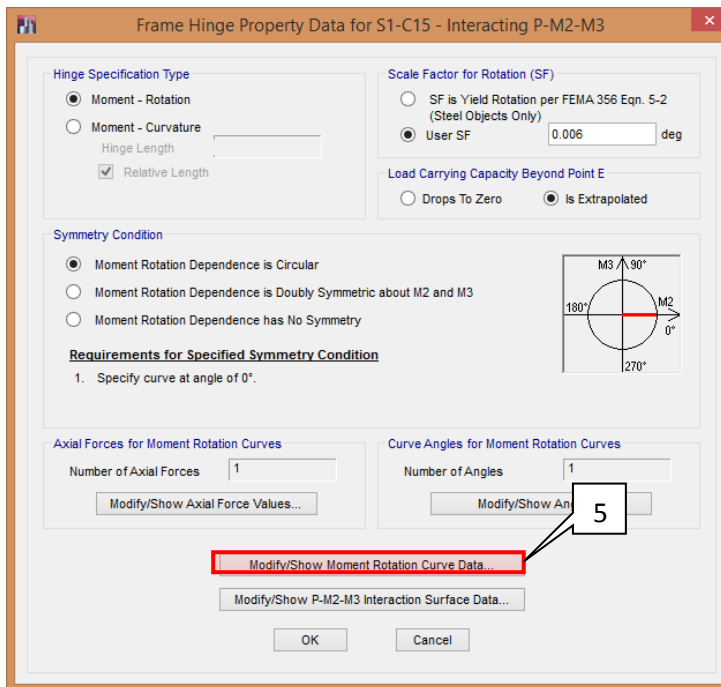 Frame Hinge Property Data for S1-C15 - Interacting P-M2-M3
Hinge Specification Type
Moment - Rotation
Moment - Curvature
Hinge Length
Relative Length
Scale Factor for Rotation (SF)
SF is Yield Rotation per FEMA 356 Eqn. 5-2
(Steel Objects Only)
User SF 0.006 deg
Load Carrying Capacity Beyond Point E
Drops To Zero Is Extrapolated
Symmetry Condition
Moment Rotation Dependence is Circular
Moment Rotation Dependence is Doubly Symmetric about M2 and M3
Moment Rotation Dependence has No Symmetry
Requirements for Specified Symmetry Condition
1. Specify curve at angle of 0°.
M3 90°
180° M2
0°
270°
Axial Forces for Moment Rotation Curves
Number of Axial Forces 1
Modify/Show Axial Force Values...
Curve Angles for Moment Rotation Curves
Number of Angles 1
Modify/Show
5
Modify/Show Moment Rotation Curve Data...
Modify/Show P-M2-M3 Interaction Surface Data...
OK Cancel